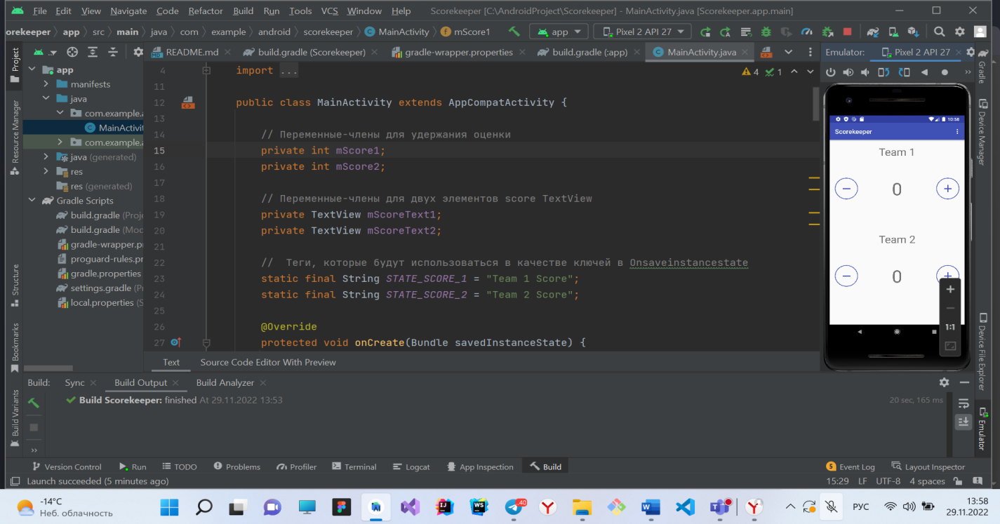 File Edit View Navigate Code Refactor Build Run Tools VCS Window Help Scorekeeper [C:\AndroidProject\Scorekeeper] - MainActivity.java [Scorekeeper.app.main]
orekeeper app src main java com example android scorekeeper MainActivity mScore1 app Pixel 2 API 27
README.md build.gradle (Scorekeeper) gradle-wrapper.properties build.gradle (:app) MainActivity.java Emulator: Pixel 2 API 27
Project
Resource Manager
Structure
Bookmarks
Build Variants
app
manifests
java
com.example.a
MainActivit
com.example.a
java (generated)
res
res (generated)
Gradle Scripts
build.gradle (Proje
build.gradle (Mod
gradle-wrapper.pr
proguard-rules.pr
gradle.properties
settings.gradle (Pr
local.properties (S
4 import ...
4 1
11
12 public class MainActivity extends AppCompatActivity {
13
14 // Переменные-члены для удержания оценки
15 private int mScore1;
16 private int mScore2;
17
18 // Переменные-члены для двух элементов score TextView
19 private TextView mScoreText1;
20 private TextView mScoreText2;
21
22 // Теги, которые будут использоваться в качестве ключей в Onsaveinstancestate
23 static final String STATE_SCORE_1 = "Team 1 Score";
24 static final String STATE_SCORE_2 = "Team 2 Score";
25
26 @Override
27 protected void onCreate(Bundle savedInstanceState) {
Text Source Code Editor With Preview
10:58
Scorekeeper
Team 1
− 0 +
Team 2
− 0 +
+
−
1:1
Gradle
Device Manager
Device File Explorer
Emulator
Build: Sync Build Output Build Analyzer
Build Scorekeeper: finished At 29.11.2022 13:53 20 sec, 165 ms
Version Control Run TODO Problems Profiler Terminal Logcat App Inspection Build 5 Event Log Layout Inspector
Launch succeeded (5 minutes ago) 15:29 LF UTF-8 4 spaces
-14°C
Неб. облачность
40
РУС
13:58
29.11.2022